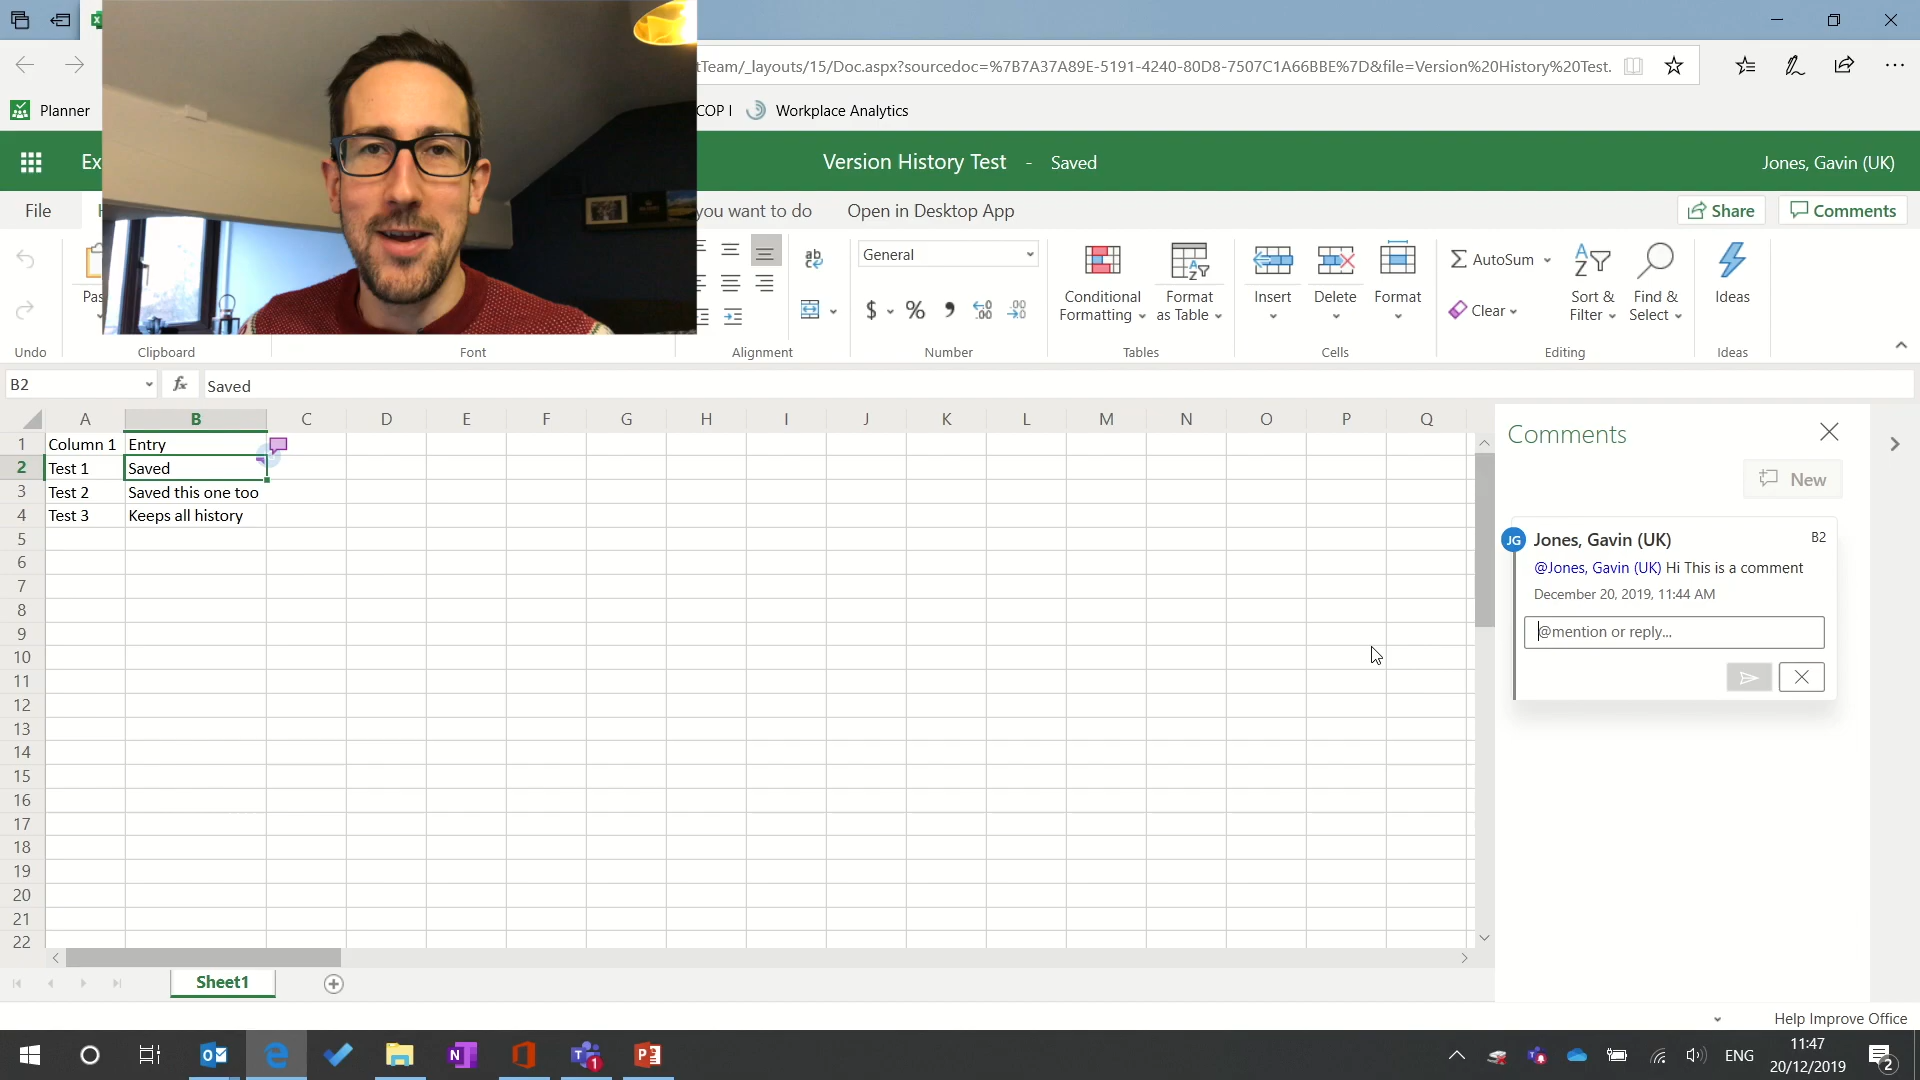 tTeam/_layouts/15/Doc.aspx?sourcedoc=%7B7A37A89E-5191-4240-80D8-7507C1A66BBE%7D&file=Version%20History%20Test.
Planner
COP I
Workplace Analytics
Ex
Version History Test - Saved
Jones, Gavin (UK)
File
you want to do
Open in Desktop App
Share
Comments
Pas
General
$ % 
Conditional Formatting
Format as Table
Insert
Delete
Format
AutoSum
Clear
Sort & Filter
Find & Select
Ideas
Undo
Clipboard
Font
Alignment
Number
Tables
Cells
Editing
Ideas
B2
fx
Saved
A B C D E F G H I J K L M N O P Q
1 Column 1 Entry
2 Test 1 Saved
3 Test 2 Saved this one too
4 Test 3 Keeps all history
5
6
7
8
9
10
11
12
13
14
15
16
17
18
19
20
21
22
Comments
New
JG Jones, Gavin (UK) B2
@Jones, Gavin (UK) Hi This is a comment
December 20, 2019, 11:44 AM
@mention or reply...
Sheet1
Help Improve Office
ENG
11:47
20/12/2019
2